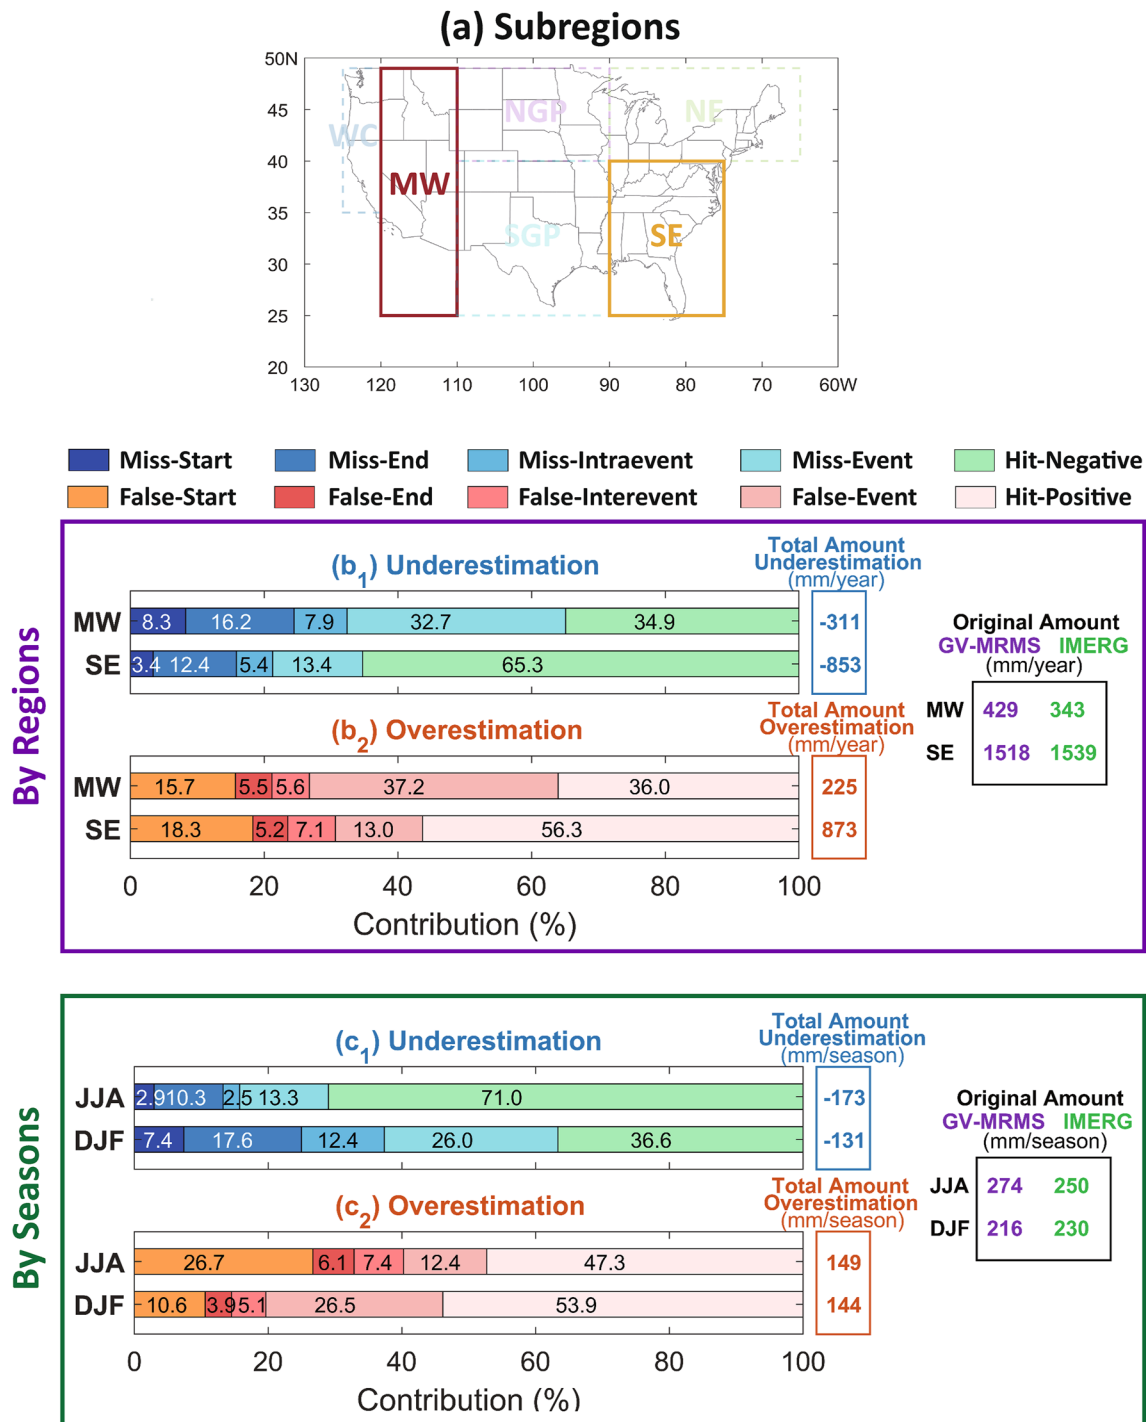 (a) Subregions
50N
45
40
35
30
25
20
130 120 110 100 90 80 70 60W
WC
NGP
NE
MW
SGP
SE
Miss-Start Miss-End Miss-Intraevent Miss-Event Hit-Negative
False-Start False-End False-Interevent False-Event Hit-Positive
By Regions
(b1) Underestimation
Total Amount
Underestimation
(mm/year)
MW 8.3 16.2 7.9 32.7 34.9 -311
SE 3.4 12.4 5.4 13.4 65.3 -853
(b2) Overestimation
Total Amount
Overestimation
(mm/year)
MW 15.7 5.5 5.6 37.2 36.0 225
SE 18.3 5.2 7.1 13.0 56.3 873
0 20 40 60 80 100
Contribution (%)
Original Amount
GV-MRMS IMERG
(mm/year)
MW 429 343
SE 1518 1539
By Seasons
(c1) Underestimation
Total Amount
Underestimation
(mm/season)
JJA 2.9 10.3 2.5 13.3 71.0 -173
DJF 7.4 17.6 12.4 26.0 36.6 -131
(c2) Overestimation
Total Amount
Overestimation
(mm/season)
JJA 26.7 6.1 7.4 12.4 47.3 149
DJF 10.6 3.9 5.1 26.5 53.9 144
0 20 40 60 80 100
Contribution (%)
Original Amount
GV-MRMS IMERG
(mm/season)
JJA 274 250
DJF 216 230